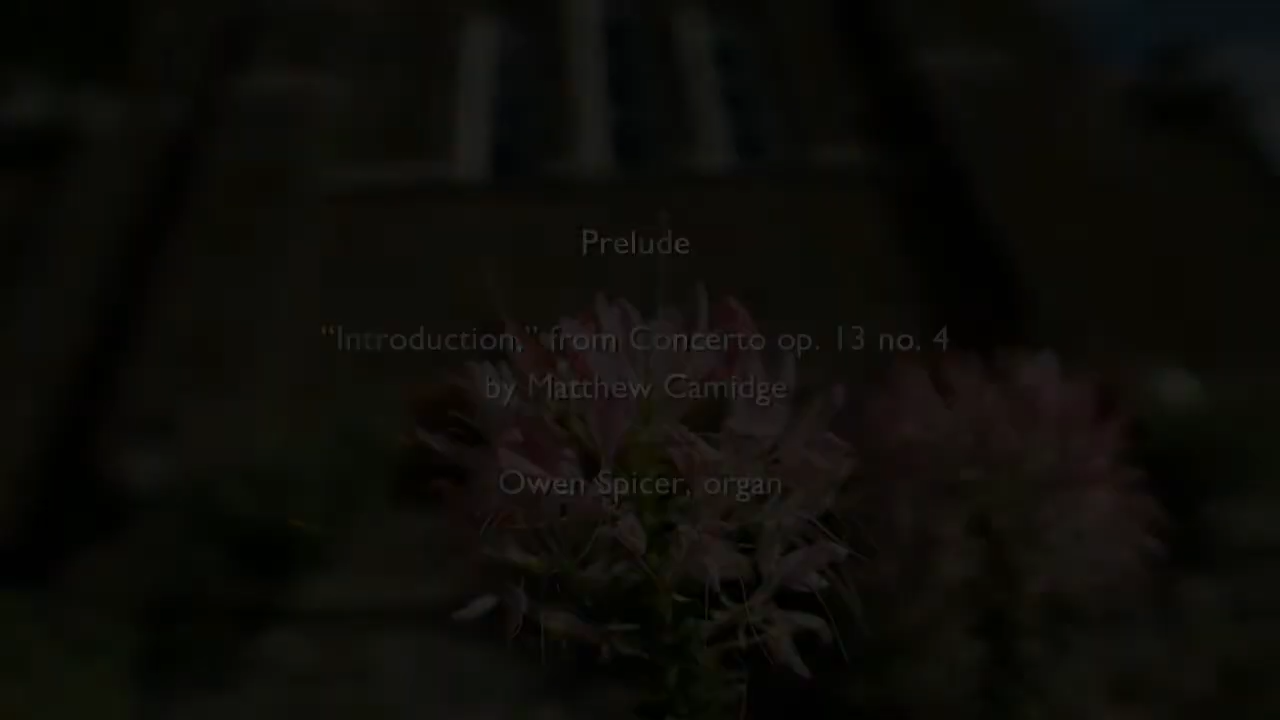 Prelude
“Introduction,” from Concerto op. 13 no. 4
by Matthew Camidge
Owen Spicer, organ